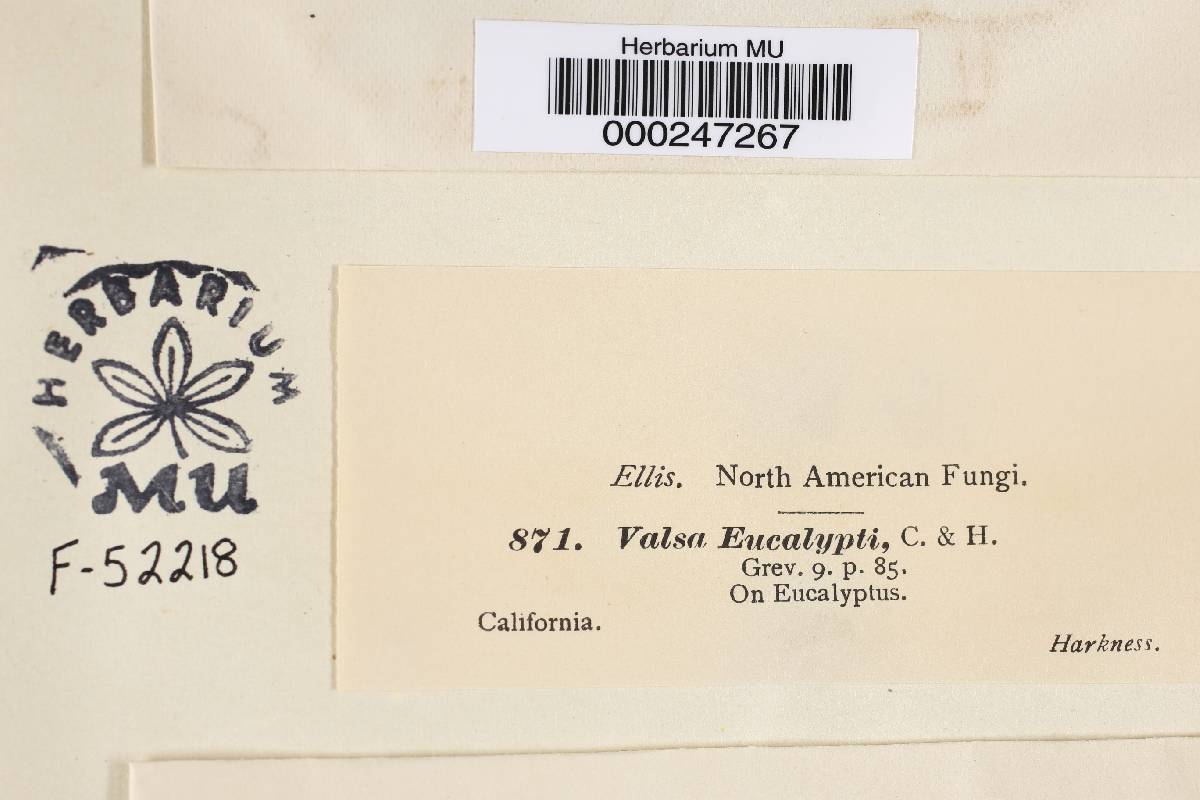 Herbarium MU
000247267
HERBARIUM
MU
F-52218
Ellis. North American Fungi.
871. Valsa Eucalypti, C. & H.
Grev. 9. p. 85.
On Eucalyptus.
California.
Harkness.